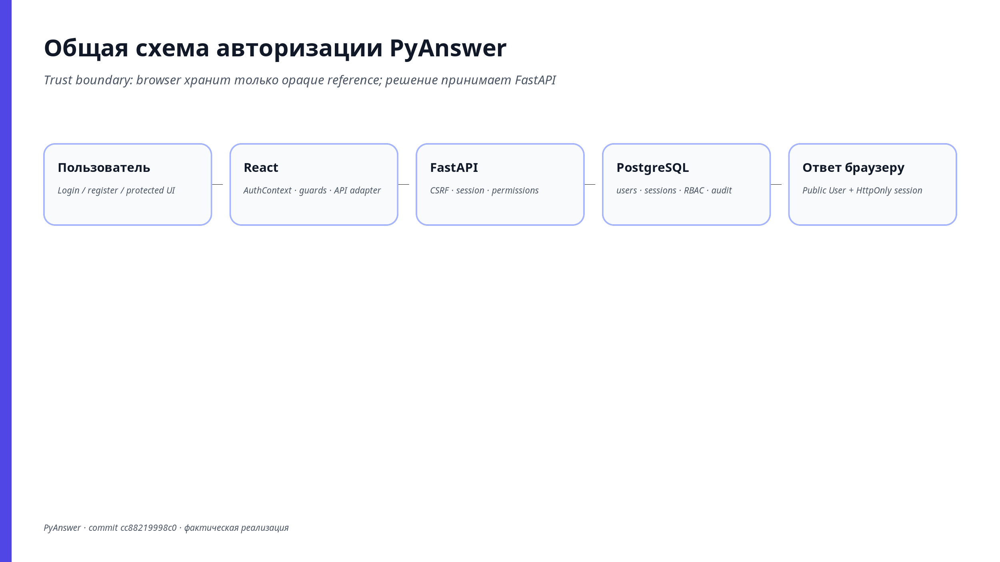 Общая схема авторизации PyAnswer
Trust boundary: browser хранит только opaque reference; решение принимает FastAPI
Пользователь
Login / register / protected UI
React
AuthContext · guards · API adapter
FastAPI
CSRF · session · permissions
PostgreSQL
users · sessions · RBAC · audit
Ответ браузеру
Public User + HttpOnly session
PyAnswer · commit cc88219998c0 · фактическая реализация